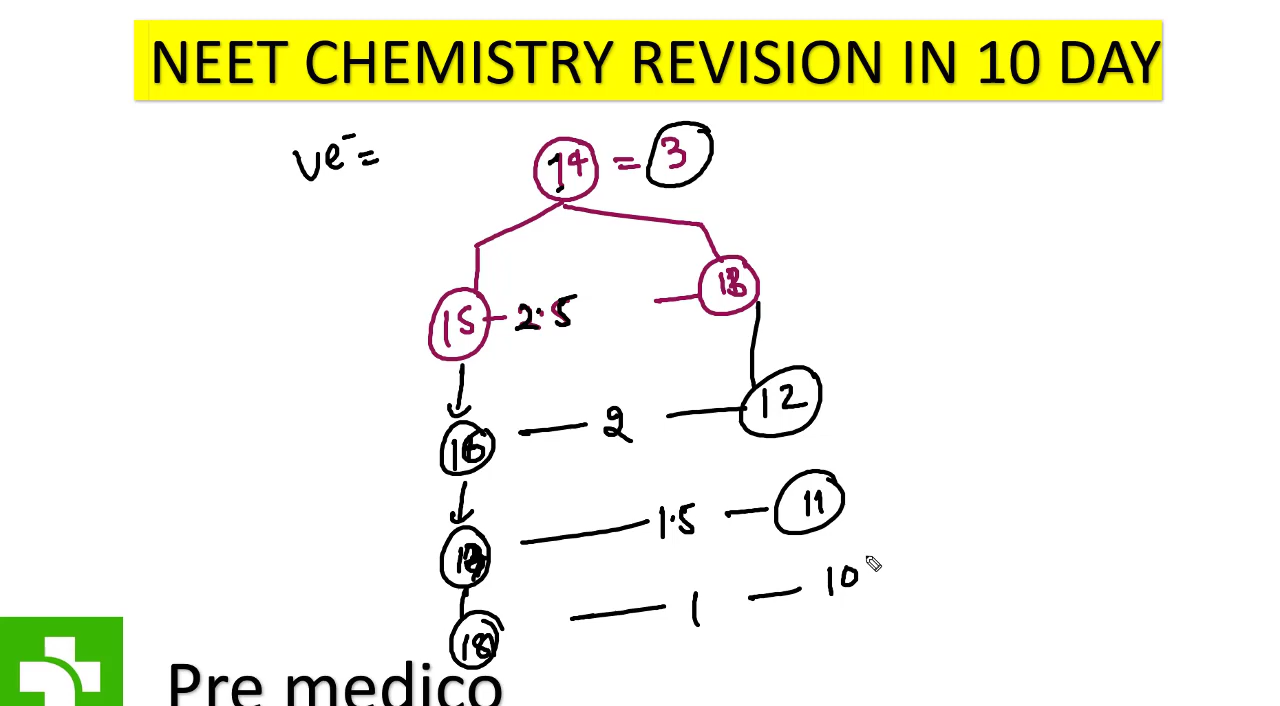 NEET CHEMISTRY REVISION IN 10 DAY
ve⁻= 14 = 3
15 - 2.5 - 13
16 - 2 - 12
- 1.5 - 11
18 - 1 - 10
Pre medico